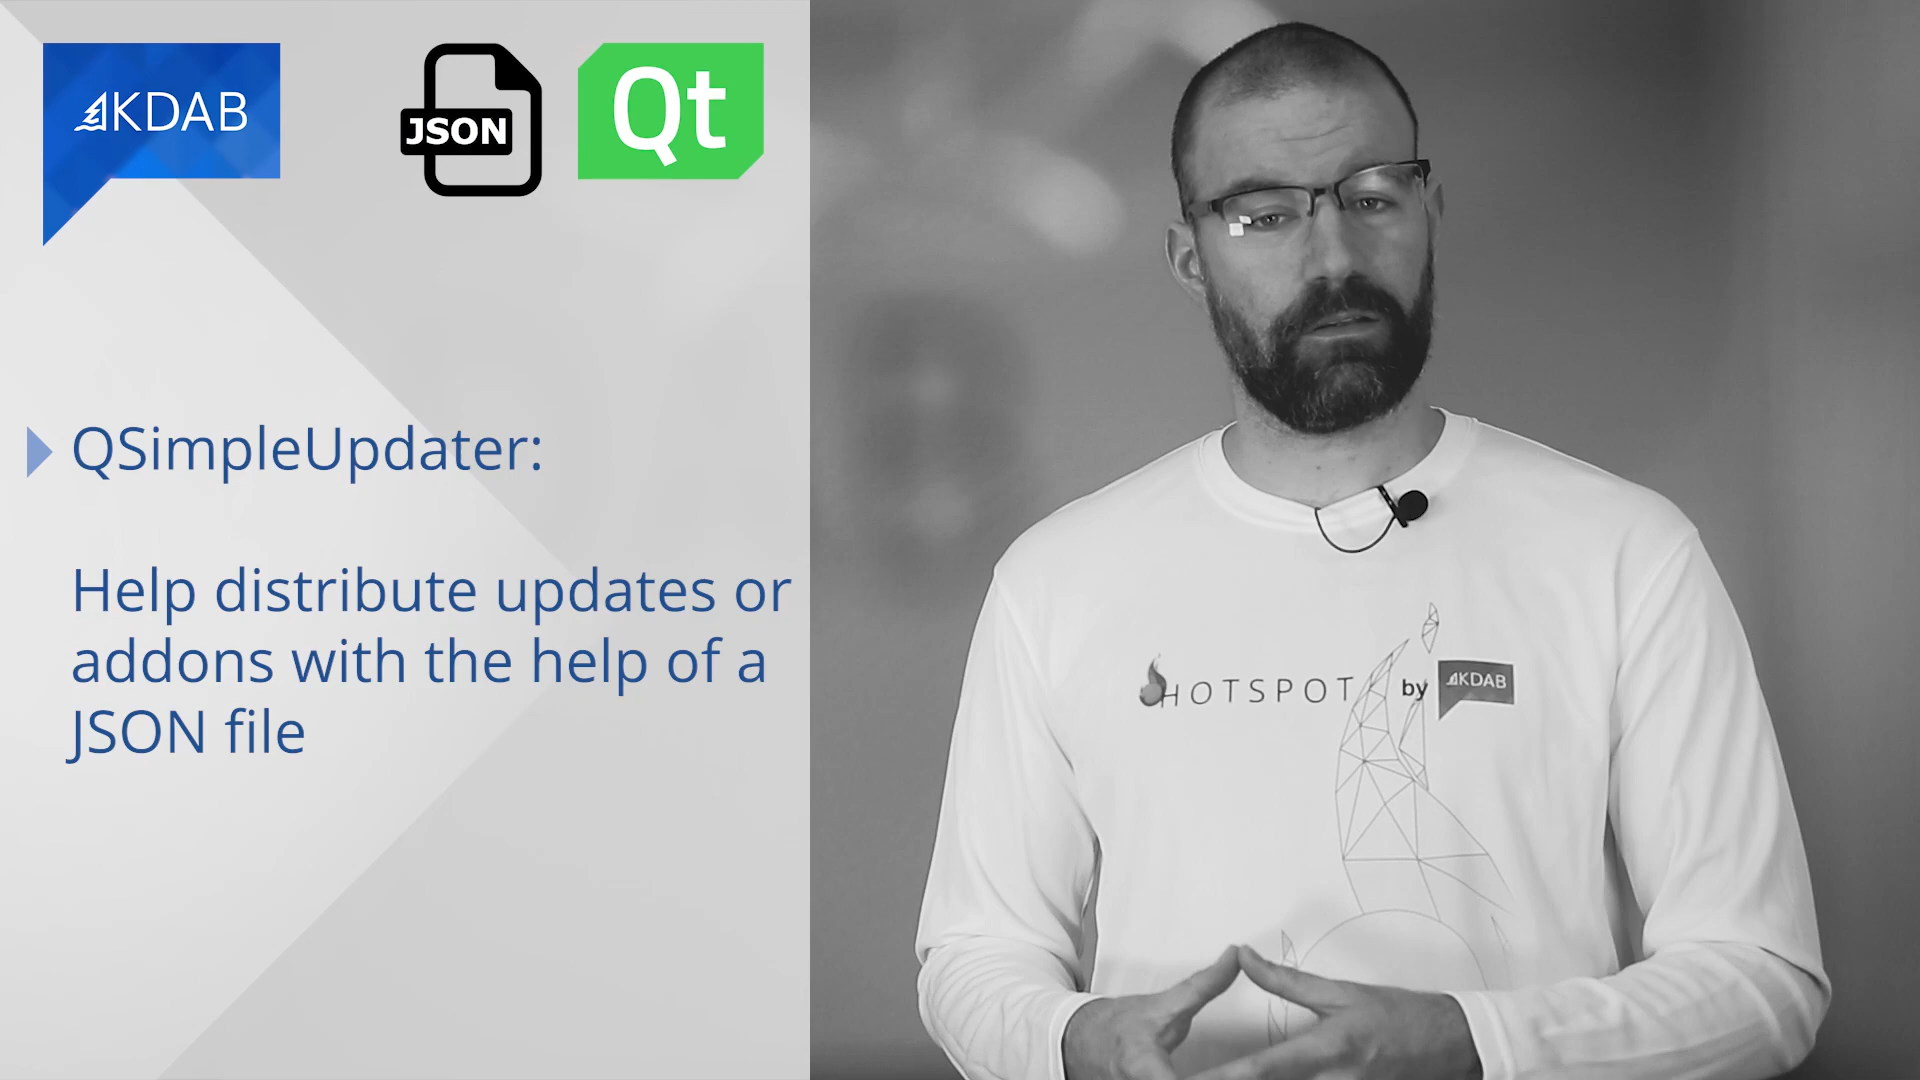 KDAB
JSON
Qt
QSimpleUpdater:
Help distribute updates or
addons with the help of a
JSON file
HOTSPOT by KDAB